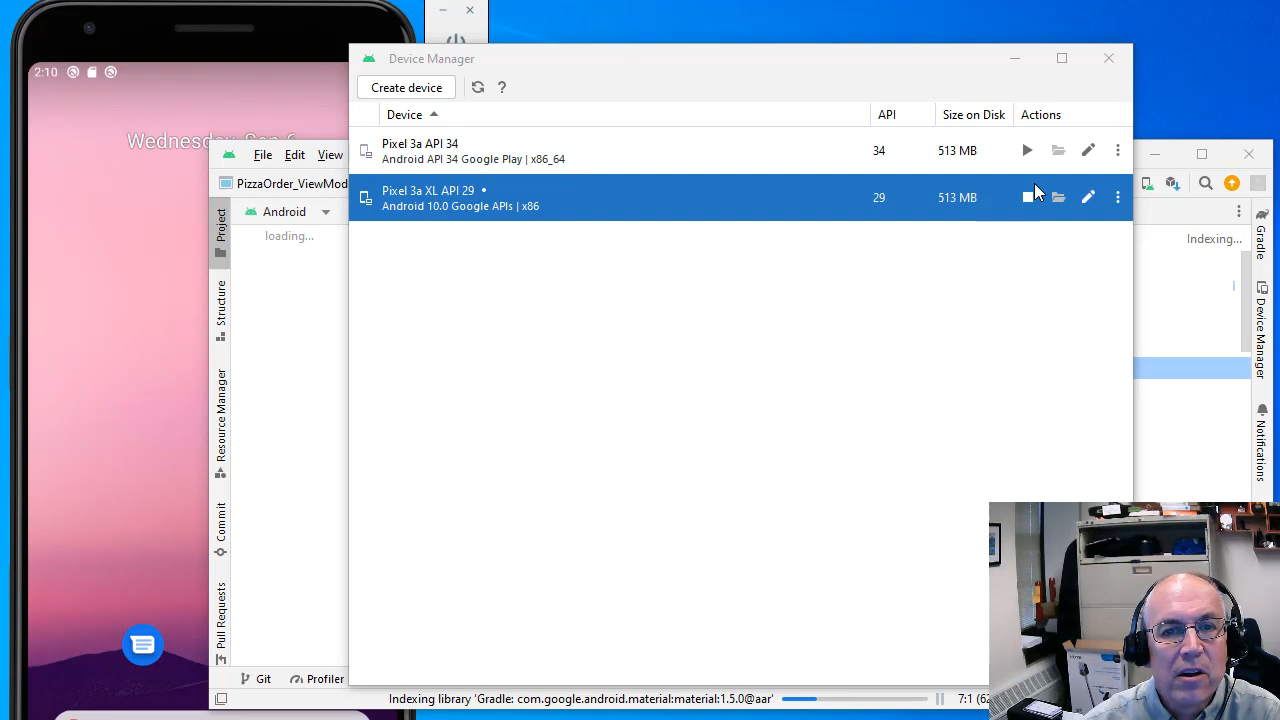 2:10
Wednesday, Sep 6
Device Manager
Create device
?
Device API Size on Disk Actions
Pixel 3a API 34
Android API 34 Google Play | x86_64
34 513 MB
Pixel 3a XL API 29
Android 10.0 Google APIs | x86
29 513 MB
File Edit View
PizzaOrder_ViewMod
Android
loading...
Project
Structure
Resource Manager
Commit
Pull Requests
Indexing...
Gradle
Device Manager
Notifications
Git Profiler
Indexing library 'Gradle: com.google.android.material:material:1.5.0@aar'
7:1 (62